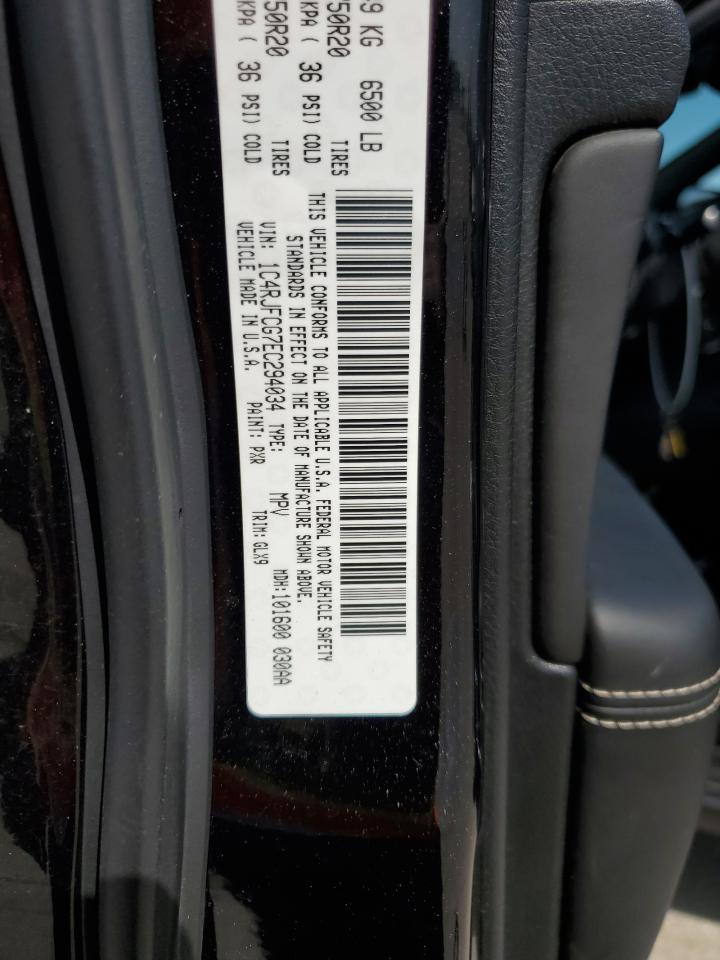 49 KG 6500 LB
50R20 TIRES
KPA ( 36 PSI) COLD
50R20 TIRES
KPA ( 36 PSI) COLD
THIS VEHICLE CONFORMS TO ALL APPLICABLE U.S.A. FEDERAL MOTOR VEHICLE SAFETY
STANDARDS IN EFFECT ON THE DATE OF MANUFACTURE SHOWN ABOVE.
VIN: 1C4RJFCG7EC294034 TYPE: MPV MDH:101600 030AA
VEHICLE MADE IN U.S.A. PAINT: PXR TRIM:GLX9